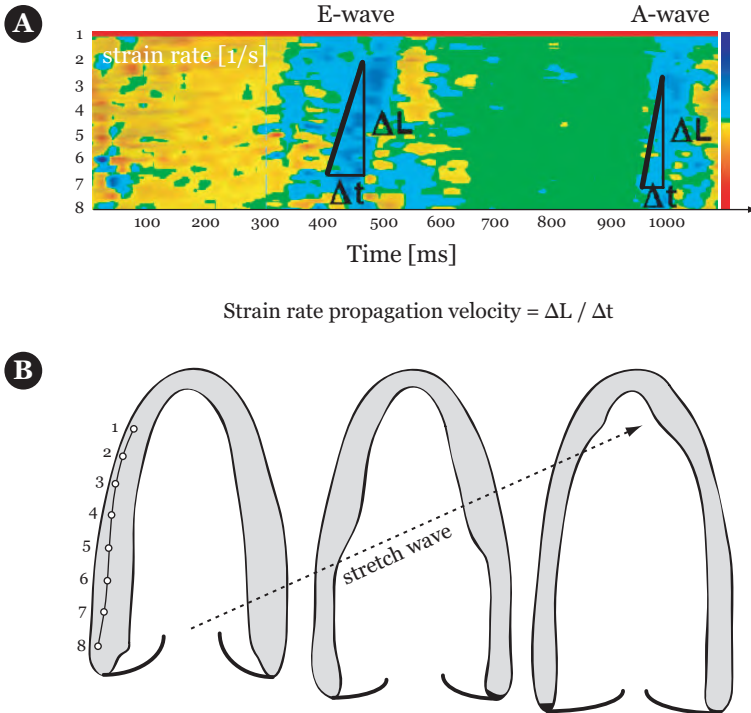 A
E-wave A-wave
strain rate [1/s]
1
2
3
4
5
6
7
8
ΔL
Δt
ΔL
Δt
100 200 300 400 500 600 700 800 900 1000
Time [ms]
Strain rate propagation velocity = ΔL / Δt
B
1
2
3
4
5
6
7
8
stretch wave